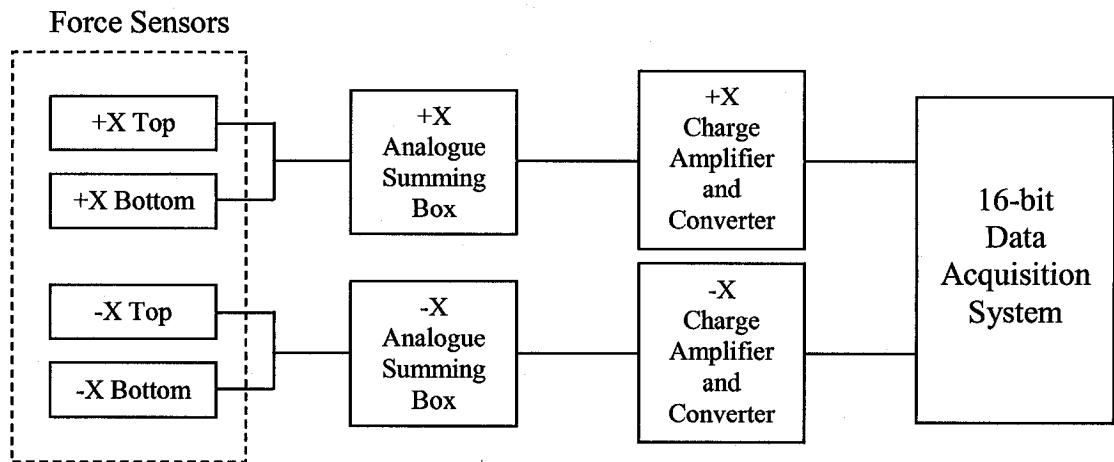 Force Sensors
+X Top
+X Bottom
-X Top
-X Bottom
+X
Analogue
Summing
Box
-X
Analogue
Summing
Box
+X
Charge
Amplifier
and
Converter
-X
Charge
Amplifier
and
Converter
16-bit
Data
Acquisition
System